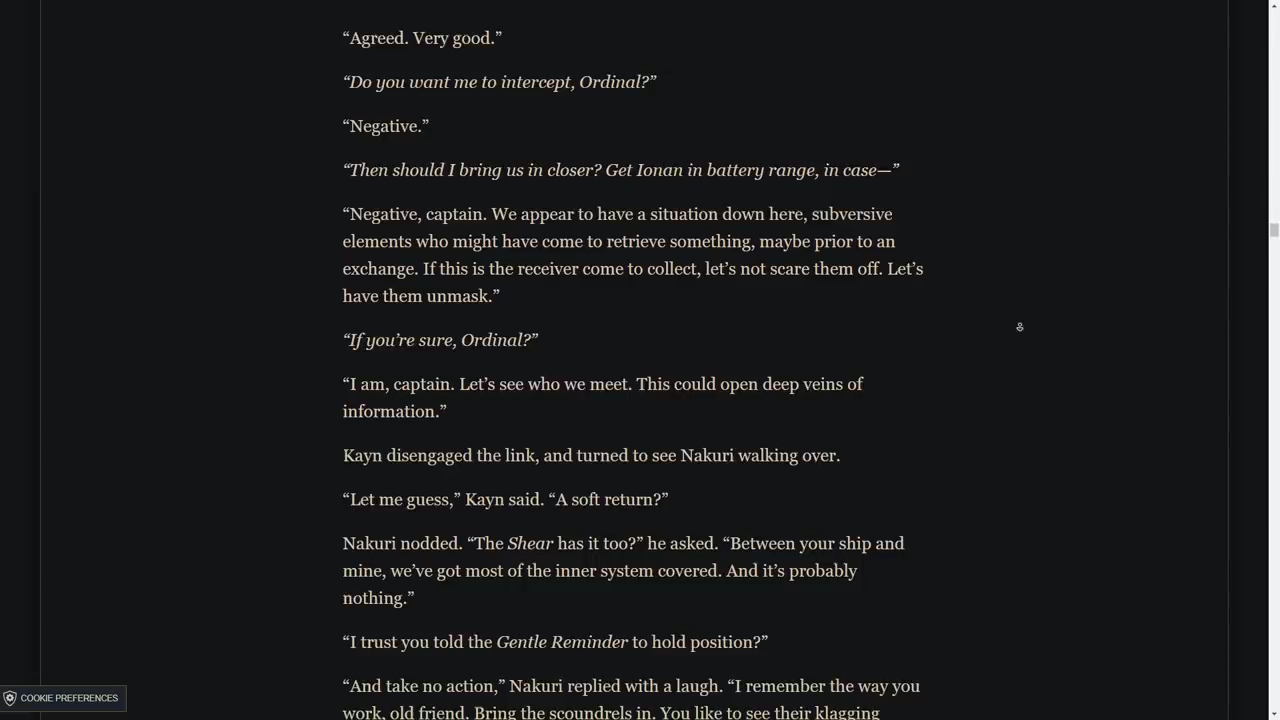 “Agreed. Very good.”
“Do you want me to intercept, Ordinal?”
“Negative.”
“Then should I bring us in closer? Get Ionan in battery range, in case—”
“Negative, captain. We appear to have a situation down here, subversive
elements who might have come to retrieve something, maybe prior to an
exchange. If this is the receiver come to collect, let’s not scare them off. Let’s
have them unmask.”
“If you’re sure, Ordinal?”
“I am, captain. Let’s see who we meet. This could open deep veins of
information.”
Kayn disengaged the link, and turned to see Nakuri walking over.
“Let me guess,” Kayn said. “A soft return?”
Nakuri nodded. “The Shear has it too?” he asked. “Between your ship and
mine, we’ve got most of the inner system covered. And it’s probably
nothing.”
“I trust you told the Gentle Reminder to hold position?”
“And take no action,” Nakuri replied with a laugh. “I remember the way you
work, old friend. Bring the scoundrels in. You like to see their klagging
COOKIE PREFERENCES